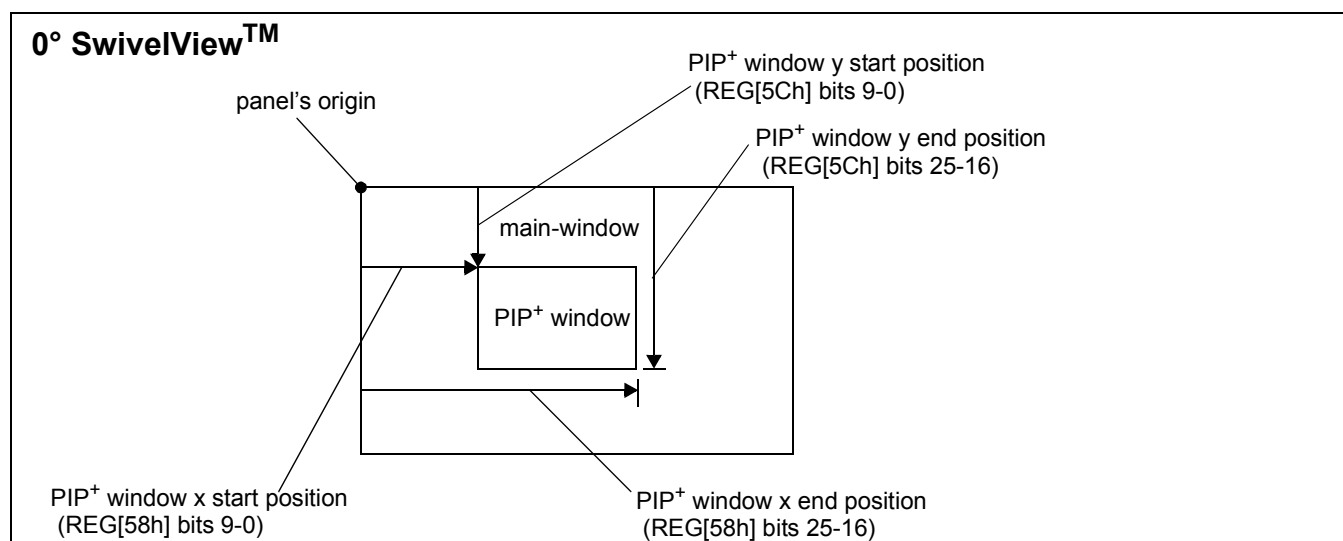 0° SwivelView™
PIP⁺ window y start position
(REG[5Ch] bits 9-0)
panel's origin
PIP⁺ window y end position
(REG[5Ch] bits 25-16)
main-window
PIP⁺ window
PIP⁺ window x start position
(REG[58h] bits 9-0)
PIP⁺ window x end position
(REG[58h] bits 25-16)